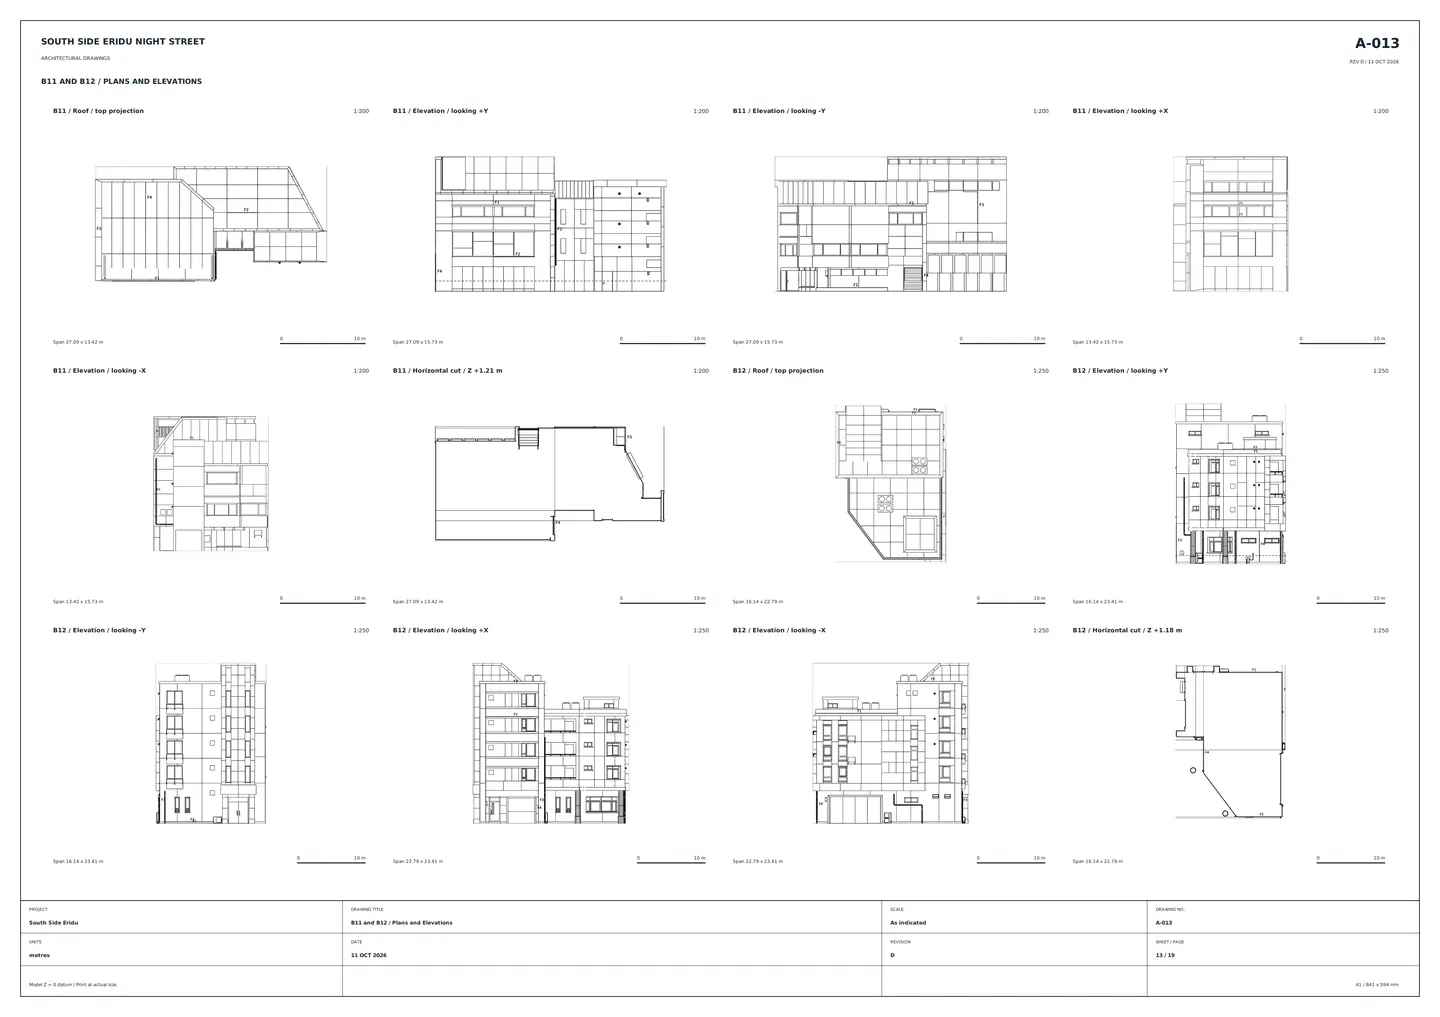 SOUTH SIDE ERIDU NIGHT STREET
A-013
ARCHITECTURAL DRAWINGS
REV D / 11 OCT 2026
B11 AND B12 / PLANS AND ELEVATIONS
B11 / Roof / top projection 1:200
B11 / Elevation / looking +Y 1:200
B11 / Elevation / looking -Y 1:200
B11 / Elevation / looking +X 1:200
Span 27.09 x 13.42 m
0 10 m
Span 27.09 x 15.73 m
0 10 m
Span 27.09 x 15.73 m
0 10 m
Span 13.42 x 15.73 m
0 10 m
B11 / Elevation / looking -X 1:200
B11 / Horizontal cut / Z +1.21 m 1:200
B12 / Roof / top projection 1:250
B12 / Elevation / looking +Y 1:250
Span 13.42 x 15.73 m
0 10 m
Span 27.09 x 13.42 m
0 10 m
Span 16.14 x 22.79 m
0 10 m
Span 16.14 x 23.41 m
0 10 m
B12 / Elevation / looking -Y 1:250
B12 / Elevation / looking +X 1:250
B12 / Elevation / looking -X 1:250
B12 / Horizontal cut / Z +1.18 m 1:250
Span 16.14 x 23.41 m
0 10 m
Span 22.79 x 23.41 m
0 10 m
Span 22.79 x 23.41 m
0 10 m
Span 16.14 x 22.79 m
0 10 m
PROJECT
South Side Eridu
DRAWING TITLE
B11 and B12 / Plans and Elevations
SCALE
As indicated
DRAWING NO.
A-013
UNITS
metres
DATE
11 OCT 2026
REVISION
D
SHEET / PAGE
13 / 19
Model Z = 0 datum / Print at actual size
A1 / 841 x 594 mm